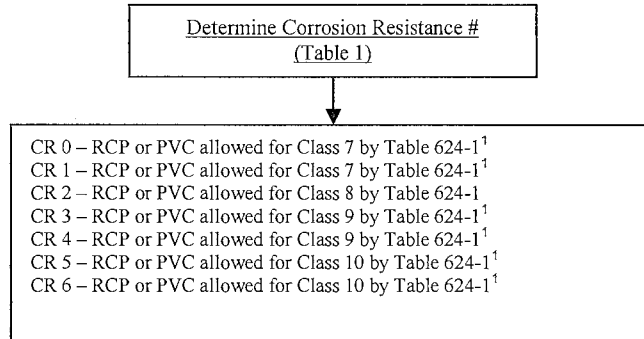 Determine Corrosion Resistance #
(Table 1)
CR 0 – RCP or PVC allowed for Class 7 by Table 624-1¹
CR 1 – RCP or PVC allowed for Class 7 by Table 624-1¹
CR 2 – RCP or PVC allowed for Class 8 by Table 624-1
CR 3 – RCP or PVC allowed for Class 9 by Table 624-1¹
CR 4 – RCP or PVC allowed for Class 9 by Table 624-1¹
CR 5 – RCP or PVC allowed for Class 10 by Table 624-1¹
CR 6 – RCP or PVC allowed for Class 10 by Table 624-1¹